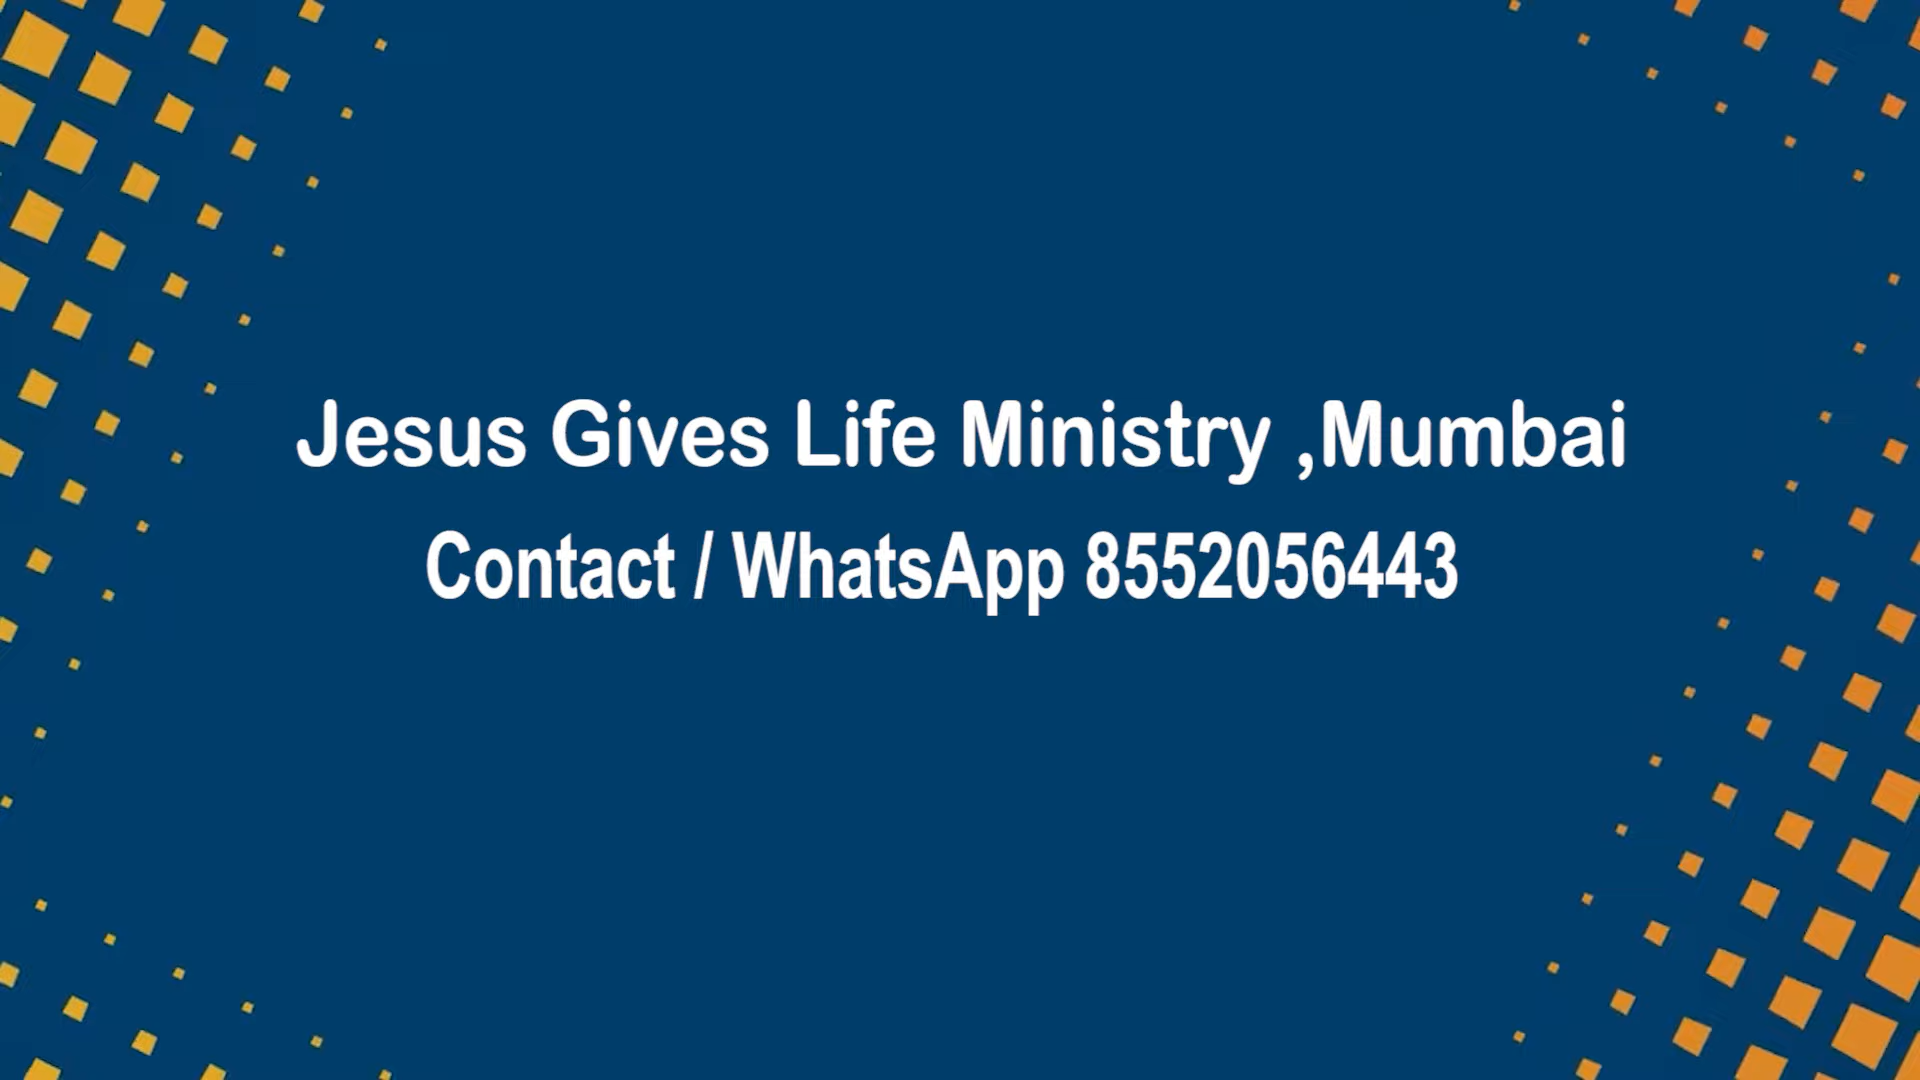 Jesus Gives Life Ministry ,Mumbai
Contact / WhatsApp 8552056443